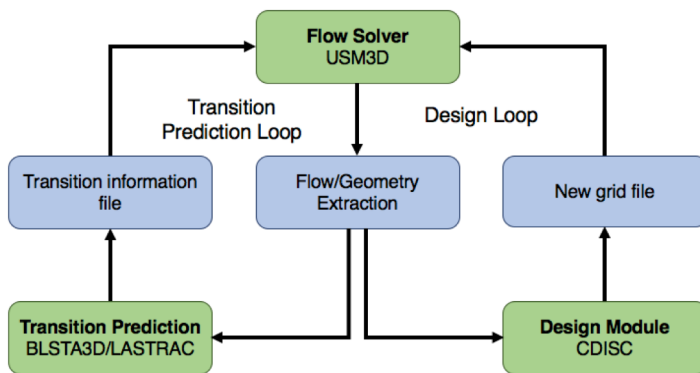 Flow Solver
USM3D
Transition
Prediction Loop
Design Loop
Transition information
file
Flow/Geometry
Extraction
New grid file
Transition Prediction
BLSTA3D/LASTRAC
Design Module
CDISC